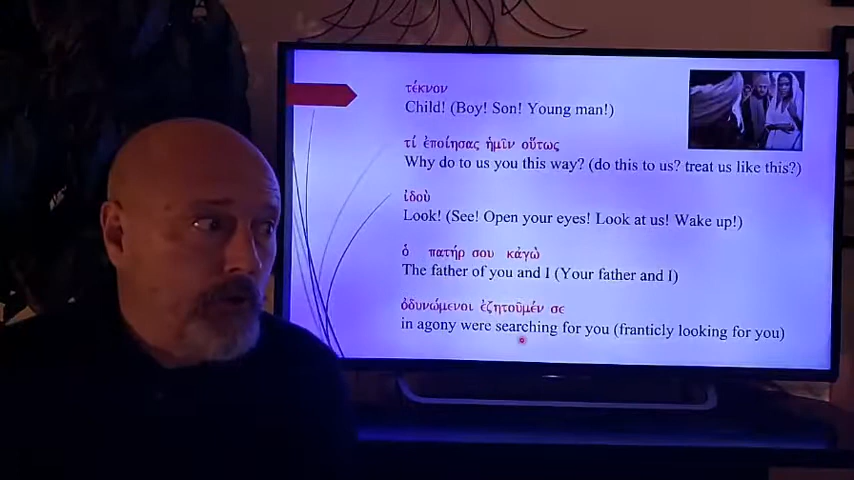 τέκνον
Child! (Boy! Son! Young man!)
τί ἐποίησας ἡμῖν οὕτως
Why do to us you this way? (do this to us? treat us like this?)
ἰδοὺ
Look! (See! Open your eyes! Look at us! Wake up!)
ὁ πατήρ σου κἀγὼ
The father of you and I (Your father and I)
ὀδυνώμενοι ἐζητοῦμέν σε
in agony were searching for you (franticly looking for you)